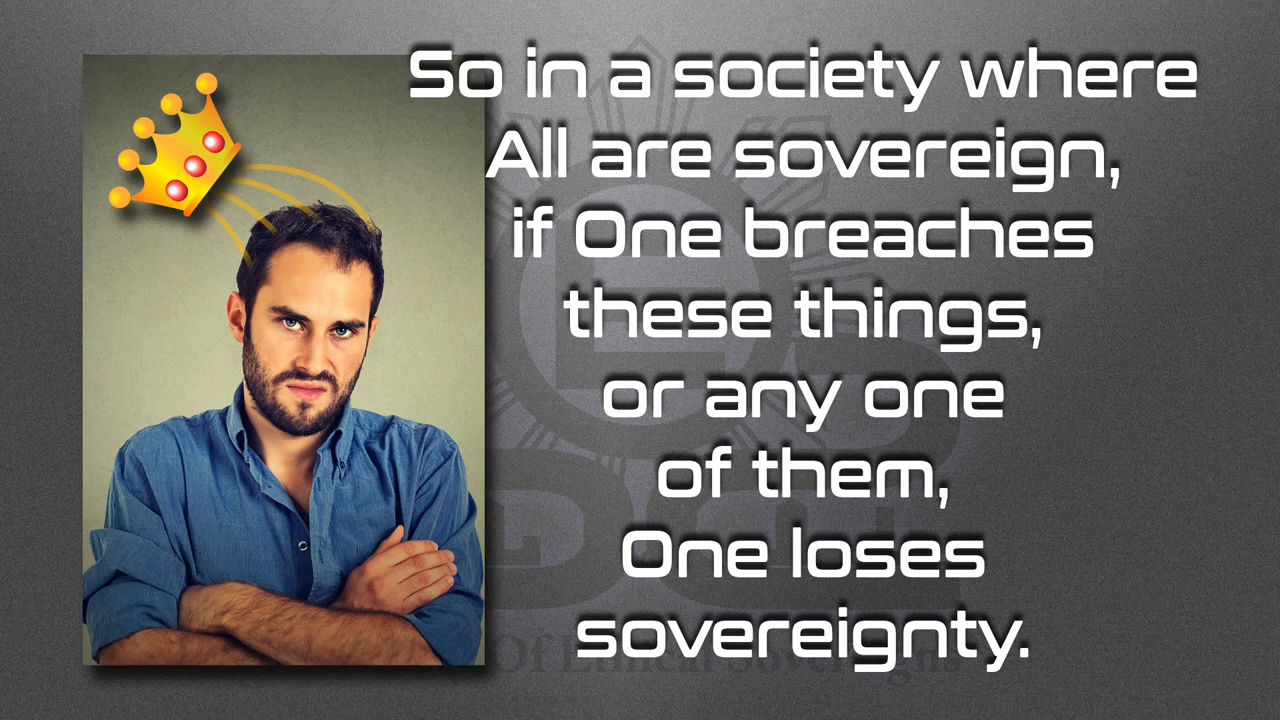 So in a society where
All are sovereign,
if One breaches
these things,
or any one
of them,
One loses
sovereignty.